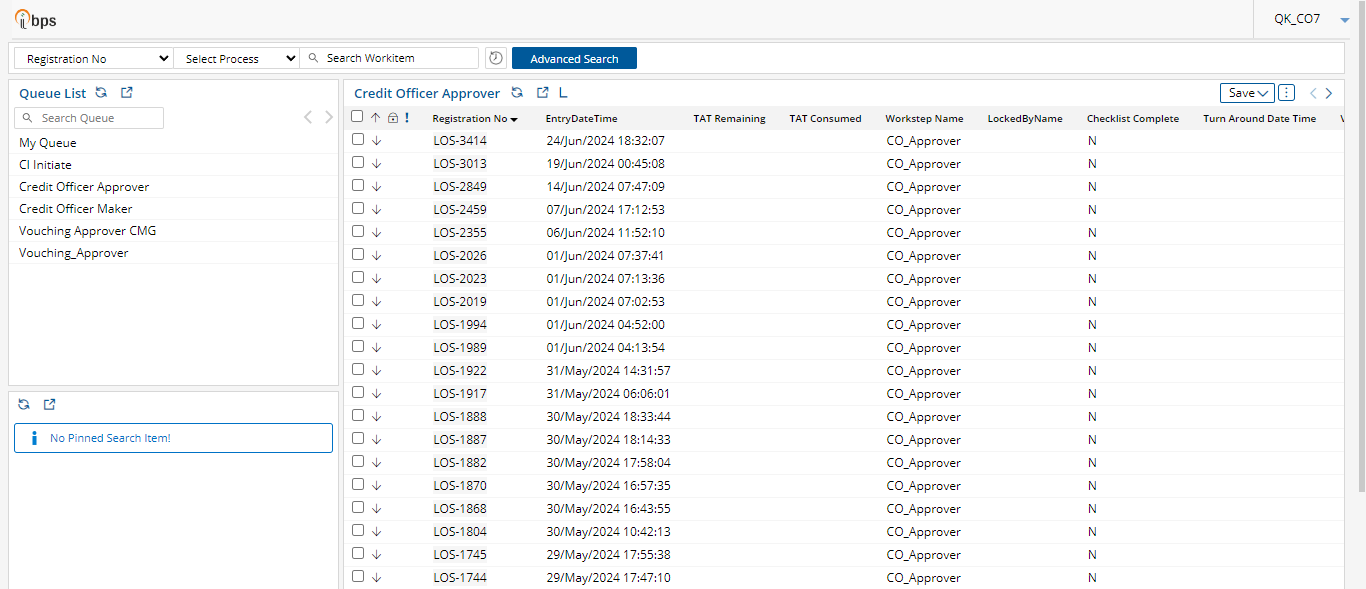 ibps
QK_CO7
Registration No Select Process Search Workitem Advanced Search
Queue List
Search Queue
My Queue
CI Initiate
Credit Officer Approver
Credit Officer Maker
Vouching Approver CMG
Vouching_Approver
No Pinned Search Item!
Credit Officer Approver L Save
Registration No EntryDateTime TAT Remaining TAT Consumed Workstep Name LockedByName Checklist Complete Turn Around Date Time V
LOS-3414 24/Jun/2024 18:32:07 CO_Approver N
LOS-3013 19/Jun/2024 00:45:08 CO_Approver N
LOS-2849 14/Jun/2024 07:47:09 CO_Approver N
LOS-2459 07/Jun/2024 17:12:53 CO_Approver N
LOS-2355 06/Jun/2024 11:52:10 CO_Approver N
LOS-2026 01/Jun/2024 07:37:41 CO_Approver N
LOS-2023 01/Jun/2024 07:13:36 CO_Approver N
LOS-2019 01/Jun/2024 07:02:53 CO_Approver N
LOS-1994 01/Jun/2024 04:52:00 CO_Approver N
LOS-1989 01/Jun/2024 04:13:54 CO_Approver N
LOS-1922 31/May/2024 14:31:57 CO_Approver N
LOS-1917 31/May/2024 06:06:01 CO_Approver N
LOS-1888 30/May/2024 18:33:44 CO_Approver N
LOS-1887 30/May/2024 18:14:33 CO_Approver N
LOS-1882 30/May/2024 17:58:04 CO_Approver N
LOS-1870 30/May/2024 16:57:35 CO_Approver N
LOS-1868 30/May/2024 16:43:55 CO_Approver N
LOS-1804 30/May/2024 10:42:13 CO_Approver N
LOS-1745 29/May/2024 17:55:38 CO_Approver N
LOS-1744 29/May/2024 17:47:10 CO_Approver N